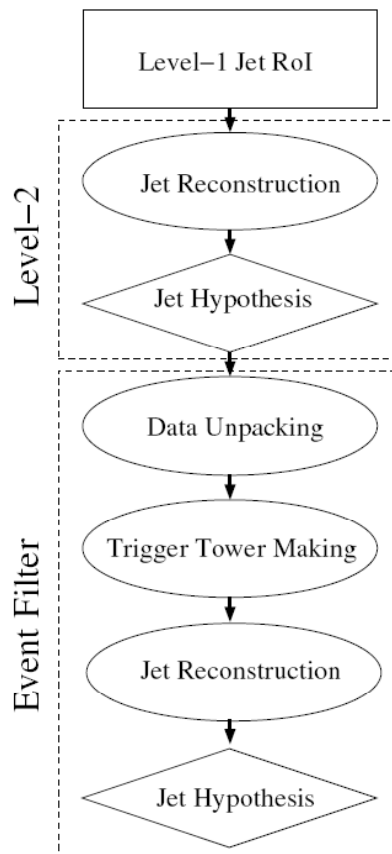 Level−1 Jet RoI
Level−2
Jet Reconstruction
Jet Hypothesis
Event Filter
Data Unpacking
Trigger Tower Making
Jet Reconstruction
Jet Hypothesis